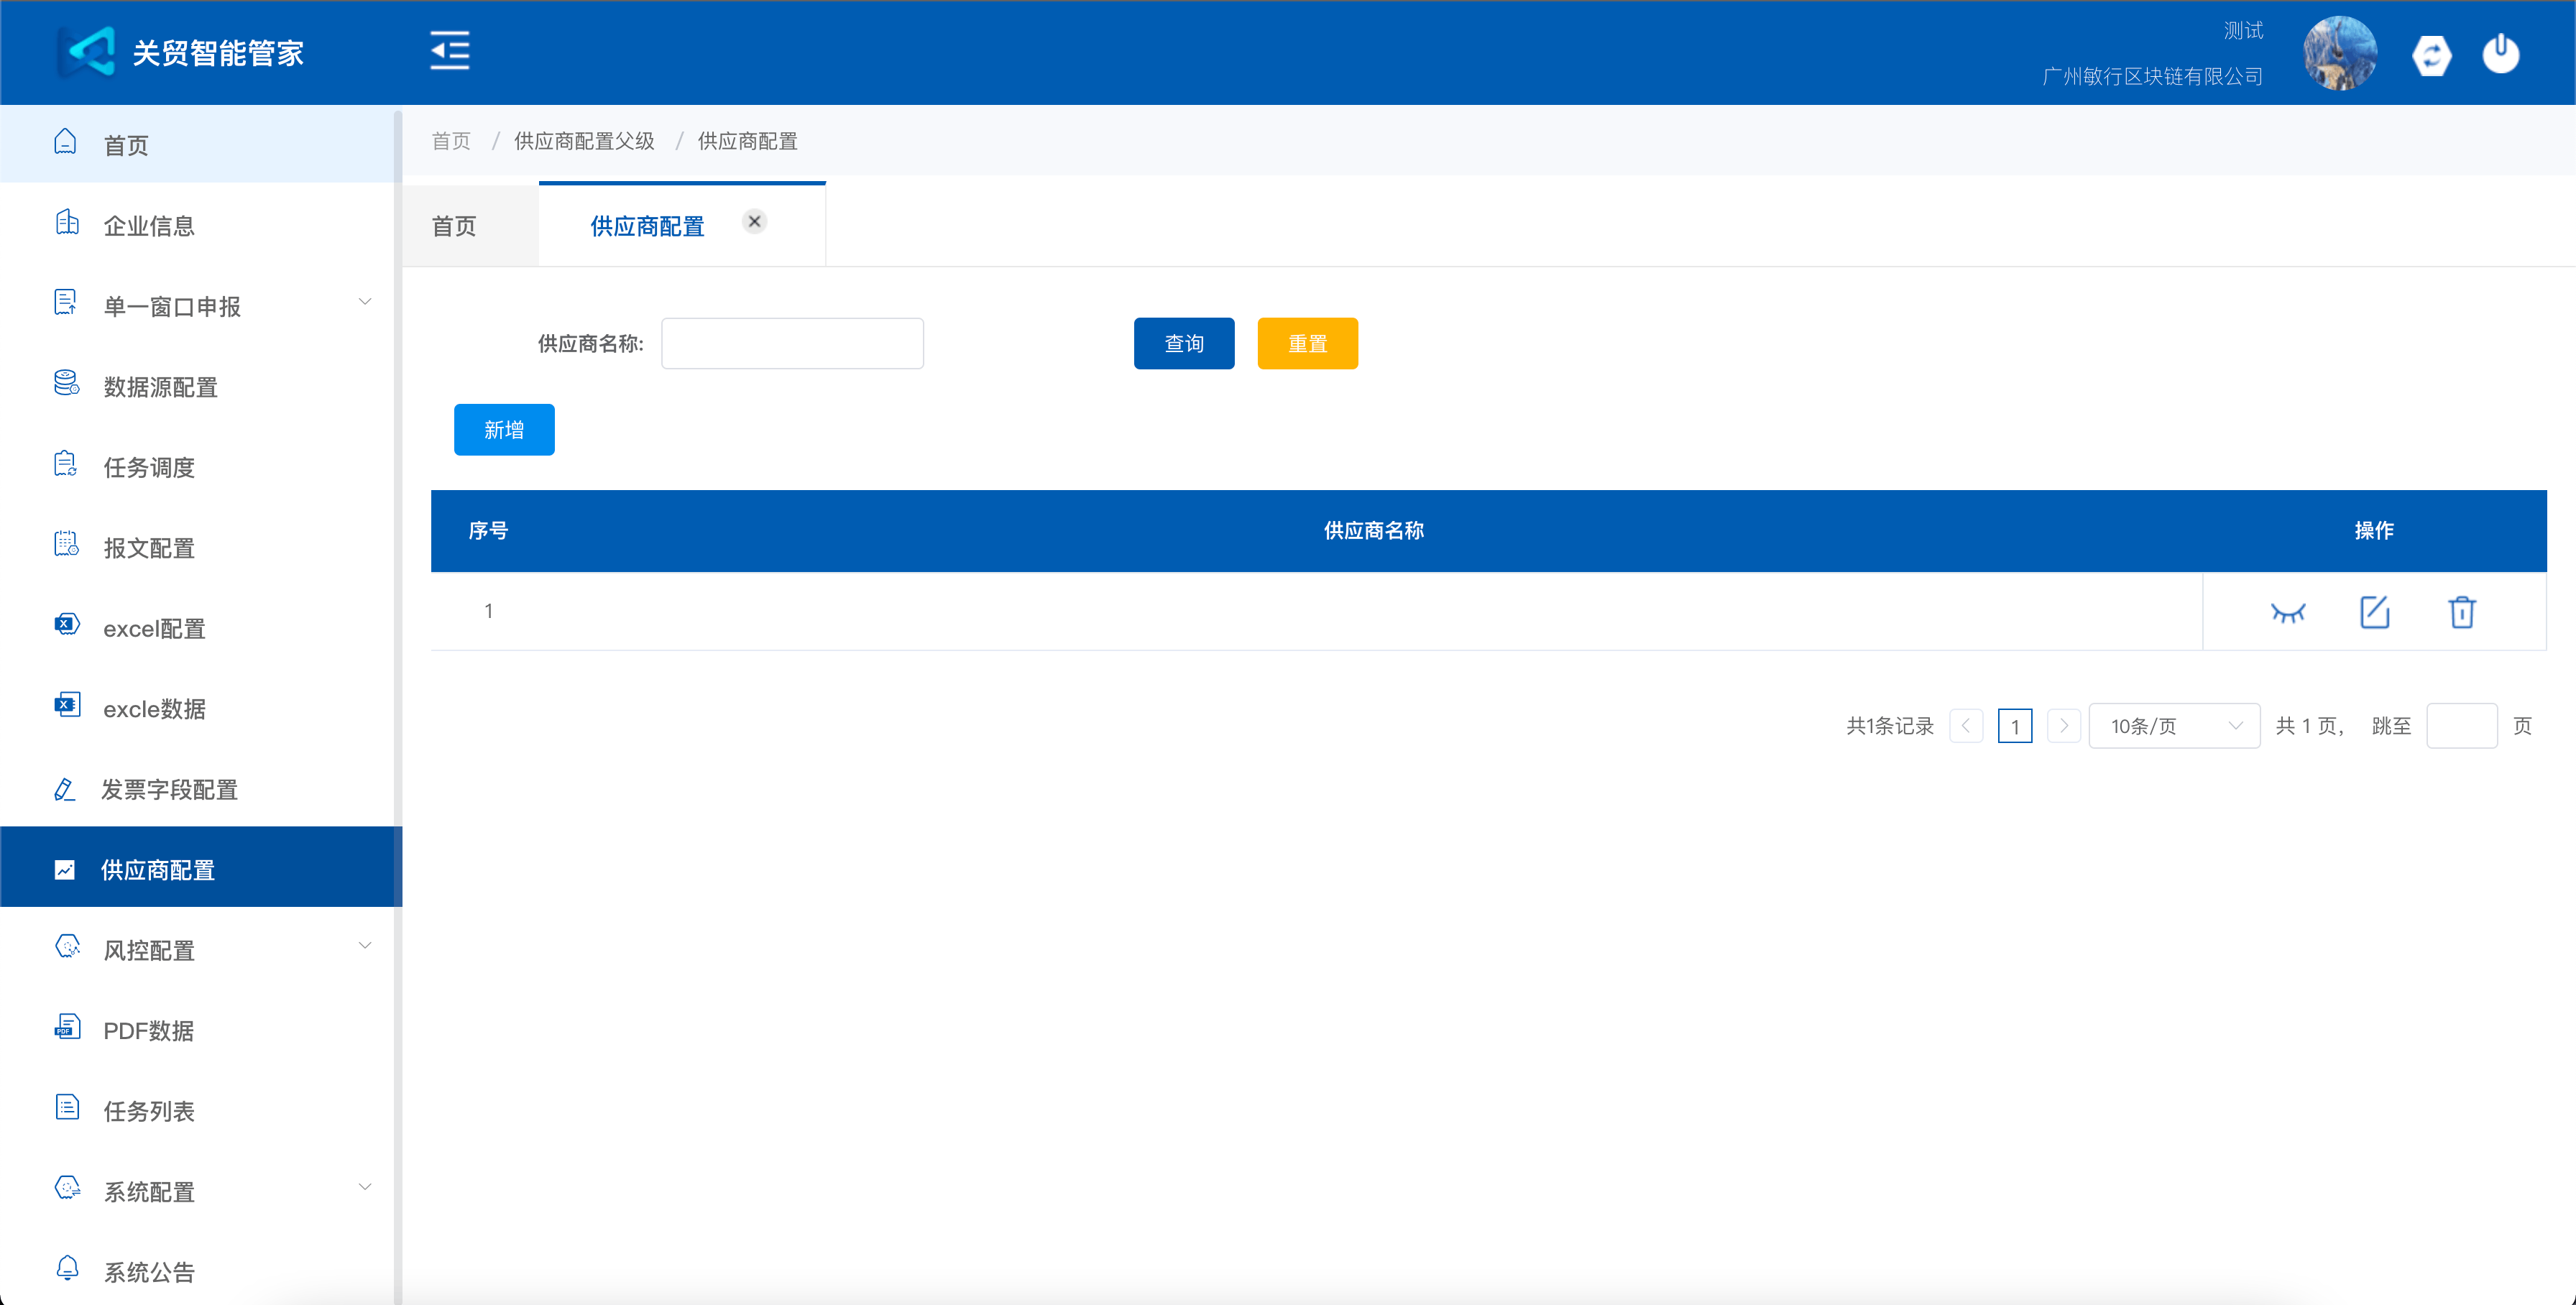 关贸智能管家
测试
广州敏行区块链有限公司
首页
企业信息
单一窗口申报
数据源配置
任务调度
报文配置
excel配置
excle数据
发票字段配置
供应商配置
风控配置
PDF数据
任务列表
系统配置
系统公告
首页 / 供应商配置父级 / 供应商配置
首页 供应商配置
供应商名称: 查询 重置
新增
序号 供应商名称 操作
1
共1条记录 1 10条/页 共 1 页, 跳至 页